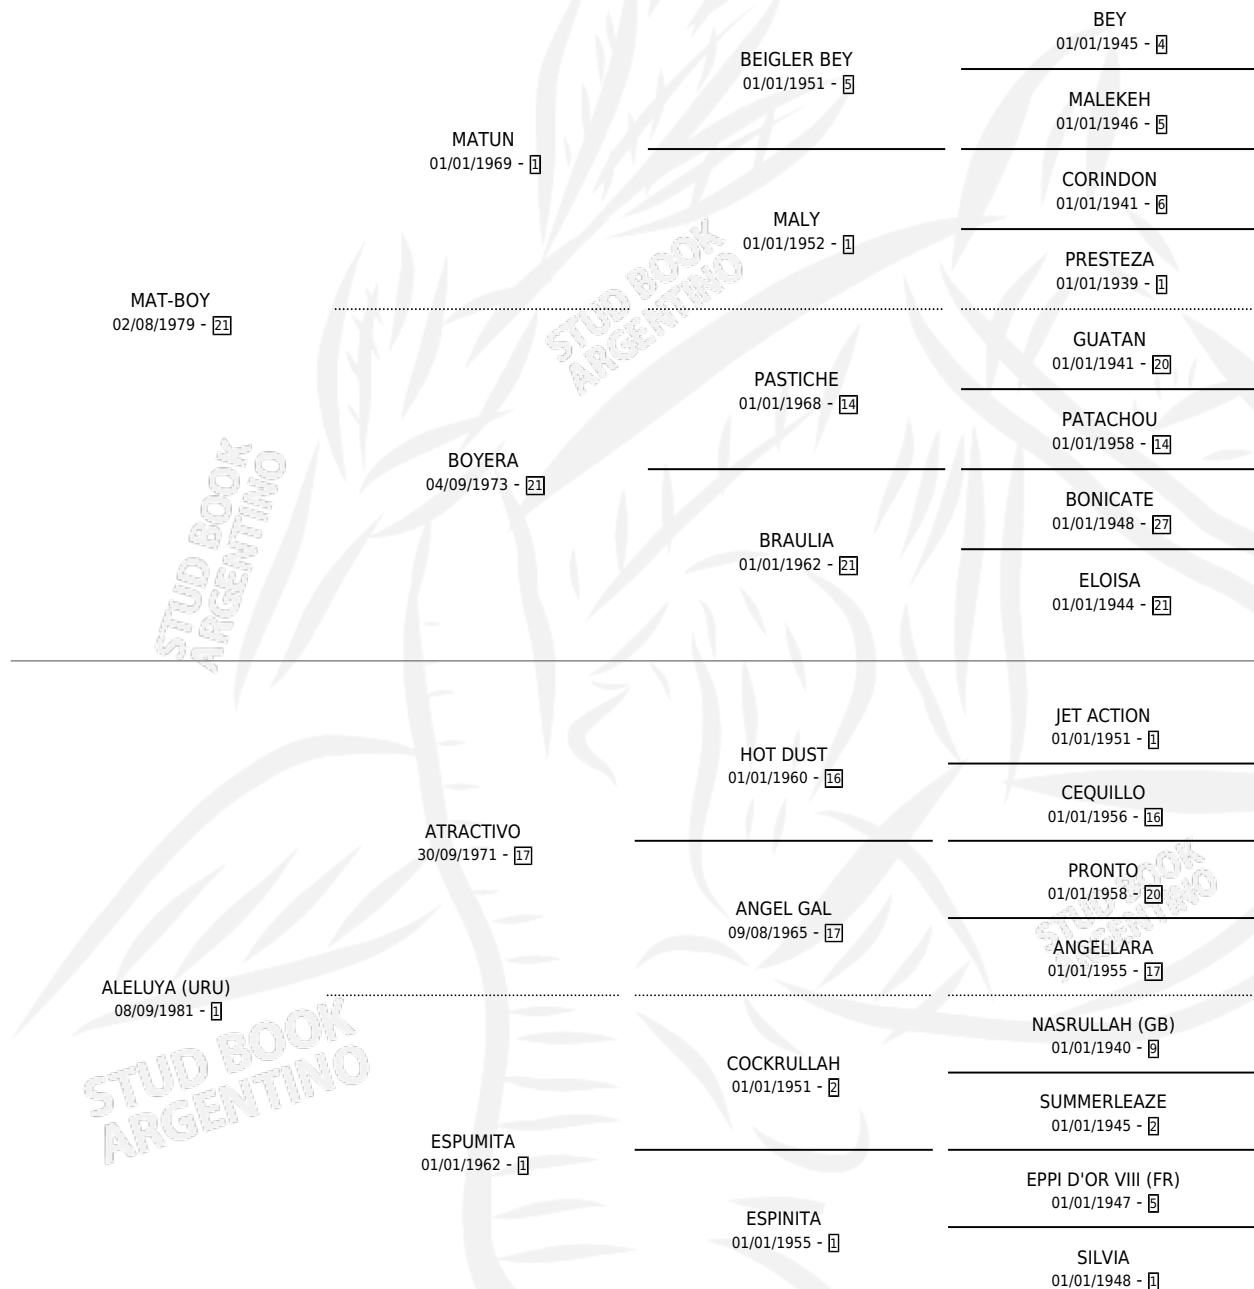 BEY
01/01/1945 - 4
BEIGLER BEY
01/01/1951 - 5
MALEKEH
01/01/1946 - 5
MATUN
01/01/1969 - 1
CORINDON
01/01/1941 - 6
MALY
01/01/1952 - 1
PRESTEZA
01/01/1939 - 1
MAT-BOY
02/08/1979 - 21
GUATAN
01/01/1941 - 20
PASTICHE
01/01/1968 - 14
PATACHOU
01/01/1958 - 14
BOYERA
04/09/1973 - 21
BONICATE
01/01/1948 - 27
BRAULIA
01/01/1962 - 21
ELOISA
01/01/1944 - 21
JET ACTION
01/01/1951 - 1
HOT DUST
01/01/1960 - 16
CEQUILLO
01/01/1956 - 16
ATRACTIVO
30/09/1971 - 17
PRONTO
01/01/1958 - 20
ANGEL GAL
09/08/1965 - 17
ANGELLARA
01/01/1955 - 17
ALELUYA (URU)
08/09/1981 - 1
NASRULLAH (GB)
01/01/1940 - 9
COCKRULLAH
01/01/1951 - 2
SUMMERLEAZE
01/01/1945 - 2
ESPUMITA
01/01/1962 - 1
EPPI D'OR VIII (FR)
01/01/1947 - 5
ESPINITA
01/01/1955 - 1
SILVIA
01/01/1948 - 1
STUD BOOK
ARGENTINO
STUD BOOK
ARGENTINO
STUD BOOK
ARGENTINO
STUD BOOK
ARGENTINO